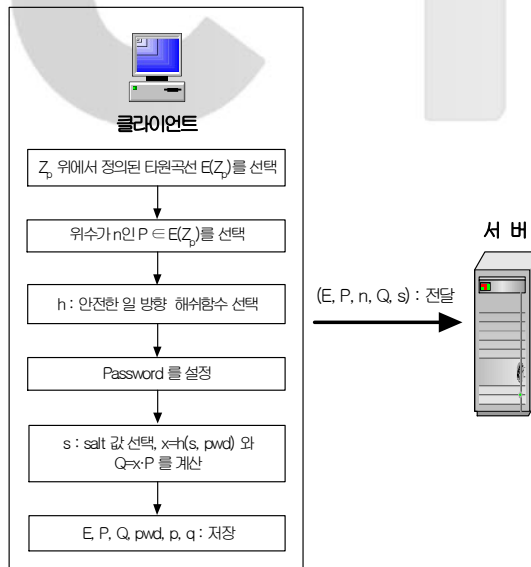 클라이언트
Zp 위에서 정의된 타원곡선 E(Zp)를 선택
위수가 n인 P ∈ E(Zp)를 선택
h : 안전한 일 방향 해쉬함수 선택
Password 를 설정
s : salt 값 선택, x=h(s, pwd) 와
Q=x·P 를 계산
E, P, Q, pwd, p, q : 저장
(E, P, n, Q, s) : 전달
서 버